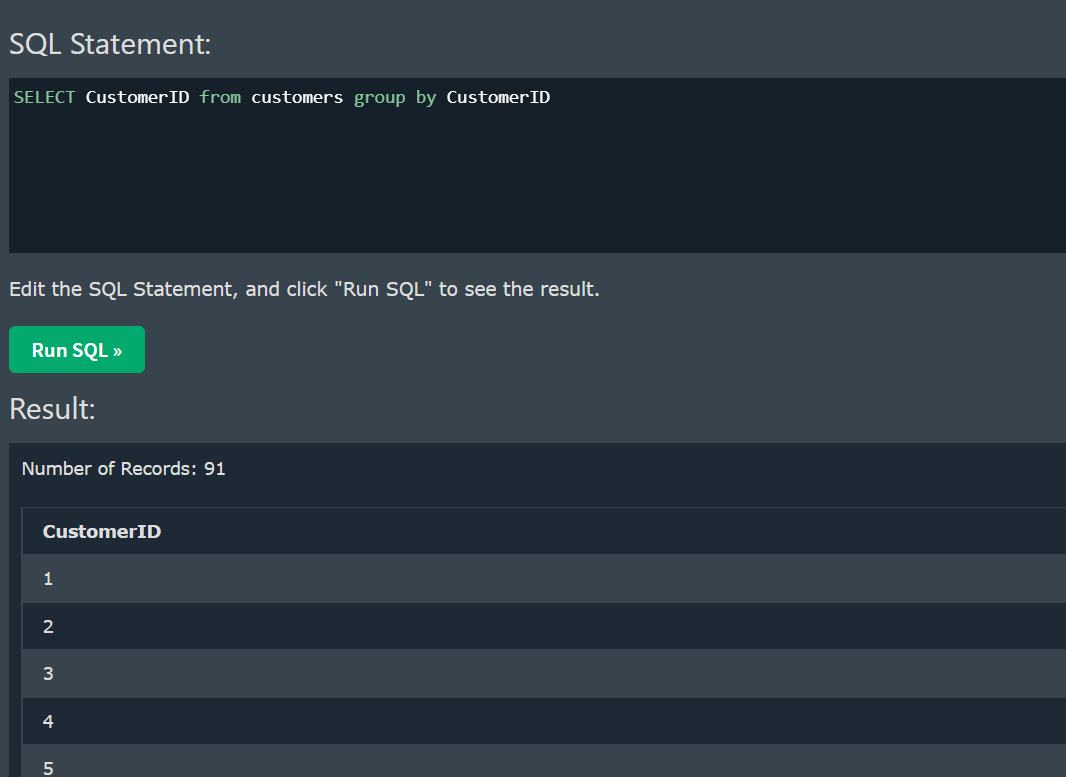 SQL Statement:
SELECT CustomerID from customers group by CustomerID
Edit the SQL Statement, and click "Run SQL" to see the result.
Run SQL »
Result:
Number of Records: 91
CustomerID
1
2
3
4
5